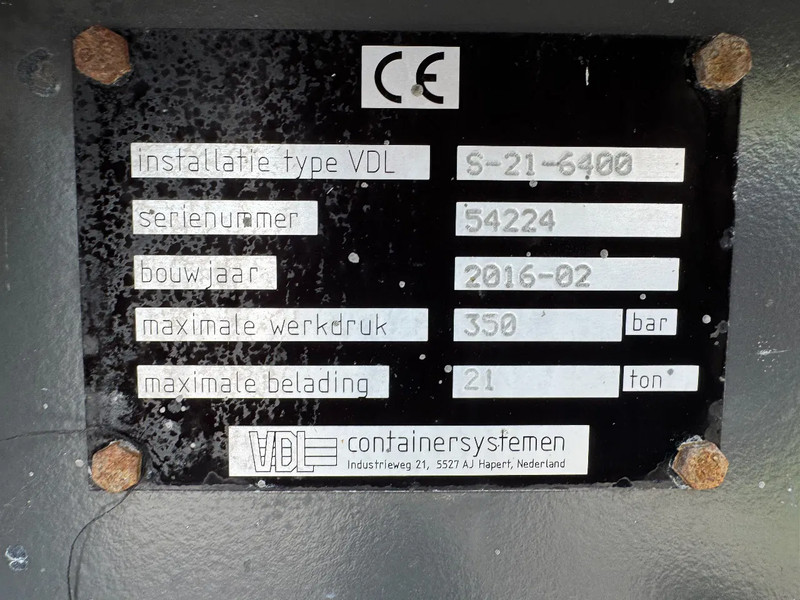 CE
installatie type VDL S-21-6400
serienummer 54224
bouwjaar 2016-02
maximale werkdruk 350 bar
maximale belading 21 ton
VDL containersystemen
Industrieweg 21, 5527 AJ Hapert, Nederland